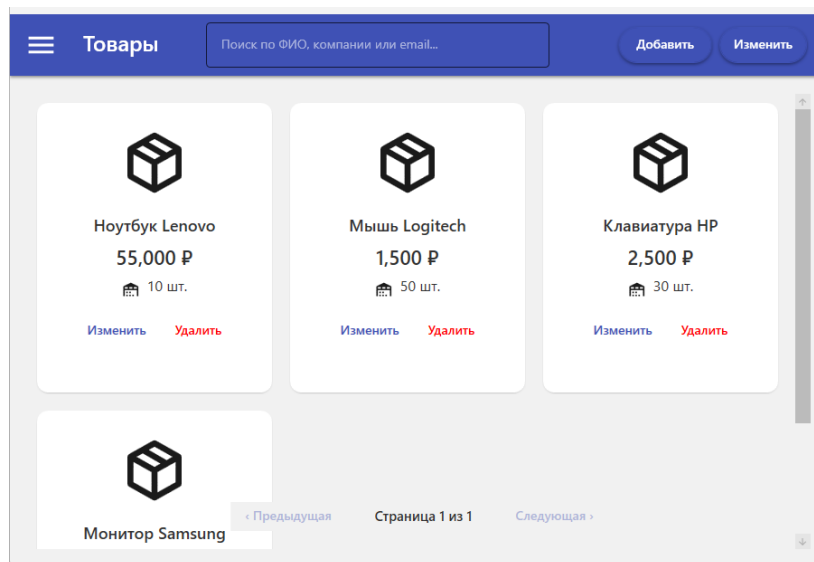 Товары
Поиск по ФИО, компании или email...
Добавить
Изменить
Ноутбук Lenovo
55,000 ₽
10 шт.
Изменить Удалить
Мышь Logitech
1,500 ₽
50 шт.
Изменить Удалить
Клавиатура HP
2,500 ₽
30 шт.
Изменить Удалить
Монитор Samsung
‹ Предыдущая Страница 1 из 1 Следующая ›